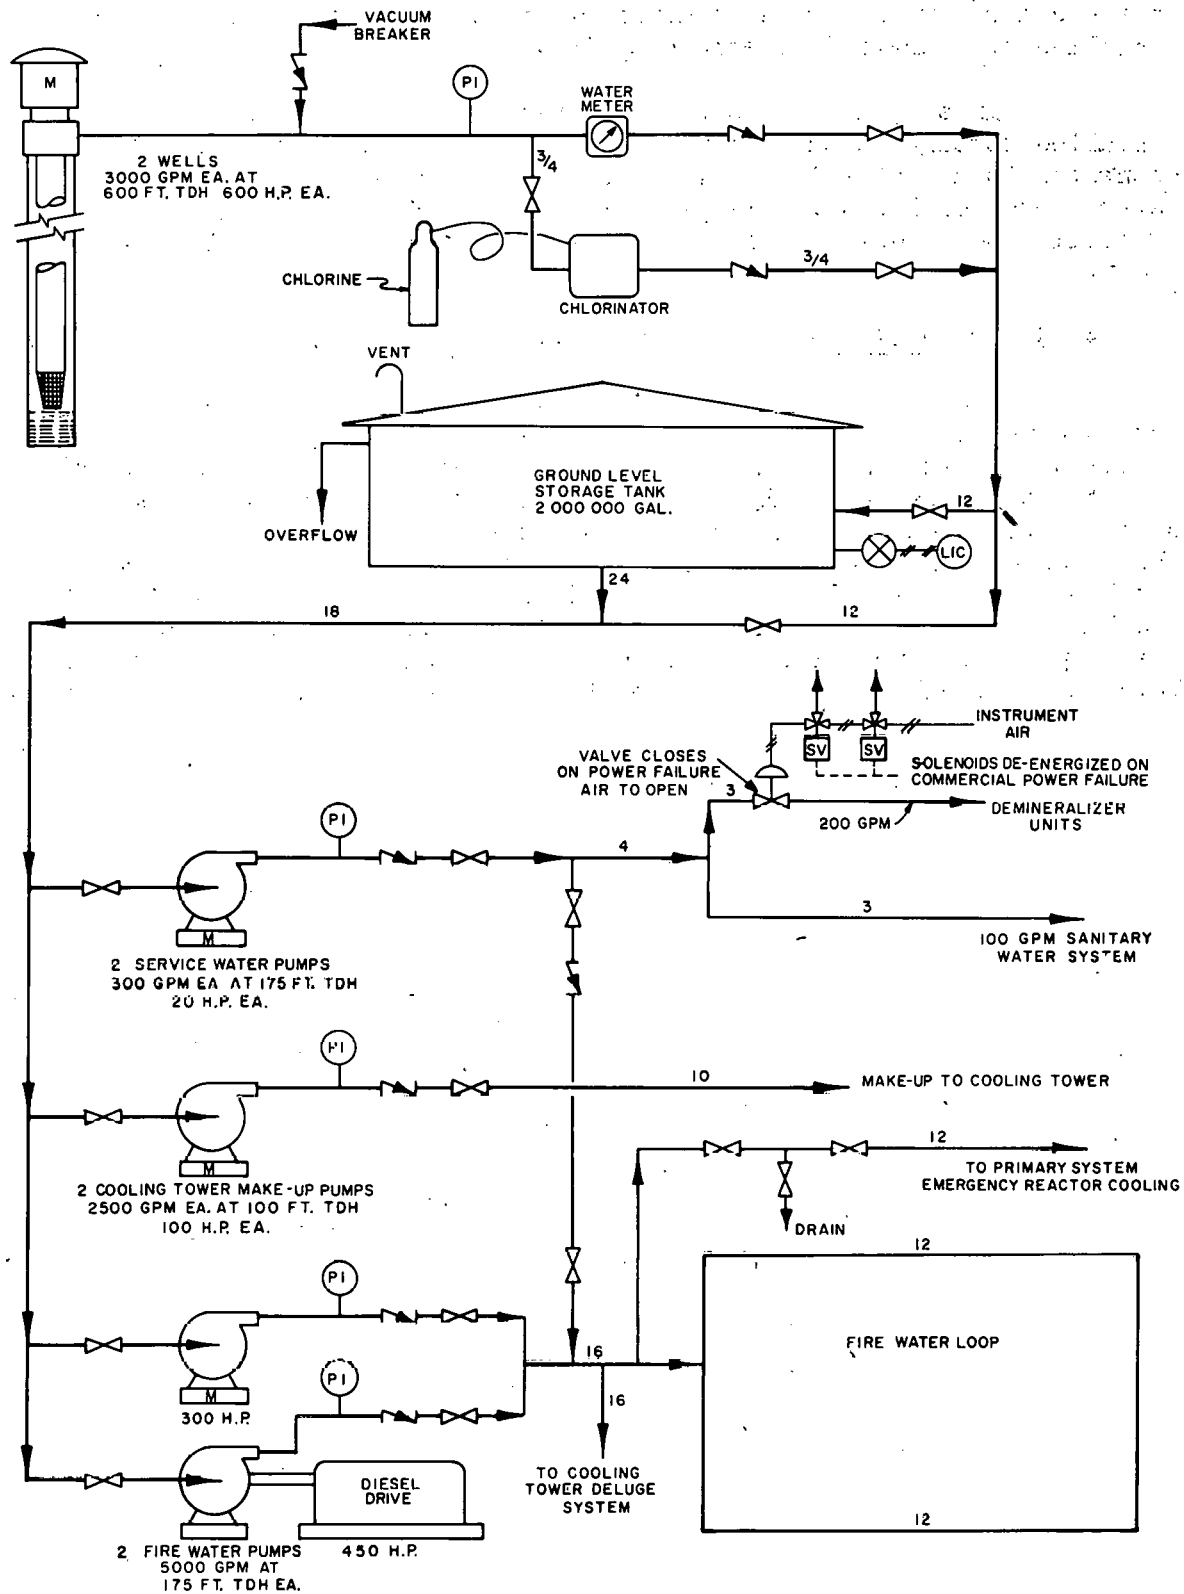 VACUUM
BREAKER
M
PI
WATER
METER
2 WELLS
3000 GPM EA. AT
600 FT. TDH 600 H.P. EA.
3/4
CHLORINE
CHLORINATOR
3/4
VENT
GROUND LEVEL
STORAGE TANK
2 000 000 GAL.
OVERFLOW
12
LIC
24
18
12
INSTRUMENT
AIR
SV
SV
VALVE CLOSES
ON POWER FAILURE
AIR TO OPEN
SOLENOIDS DE-ENERGIZED ON
COMMERCIAL POWER FAILURE
3
200 GPM
DEMINERALIZER
UNITS
PI
4
3
M
100 GPM SANITARY
WATER SYSTEM
2 SERVICE WATER PUMPS
300 GPM EA. AT 175 FT. TDH
20 H.P. EA.
PI
10
MAKE-UP TO COOLING TOWER
M
2 COOLING TOWER MAKE-UP PUMPS
2500 GPM EA. AT 100 FT. TDH
100 H.P. EA.
12
TO PRIMARY SYSTEM
EMERGENCY REACTOR COOLING
DRAIN
12
PI
FIRE WATER LOOP
16
PI
M
300 H.P.
16
TO COOLING
TOWER DELUGE
SYSTEM
DIESEL
DRIVE
12
2 FIRE WATER PUMPS
5000 GPM AT
175 FT. TDH EA.
450 H.P.